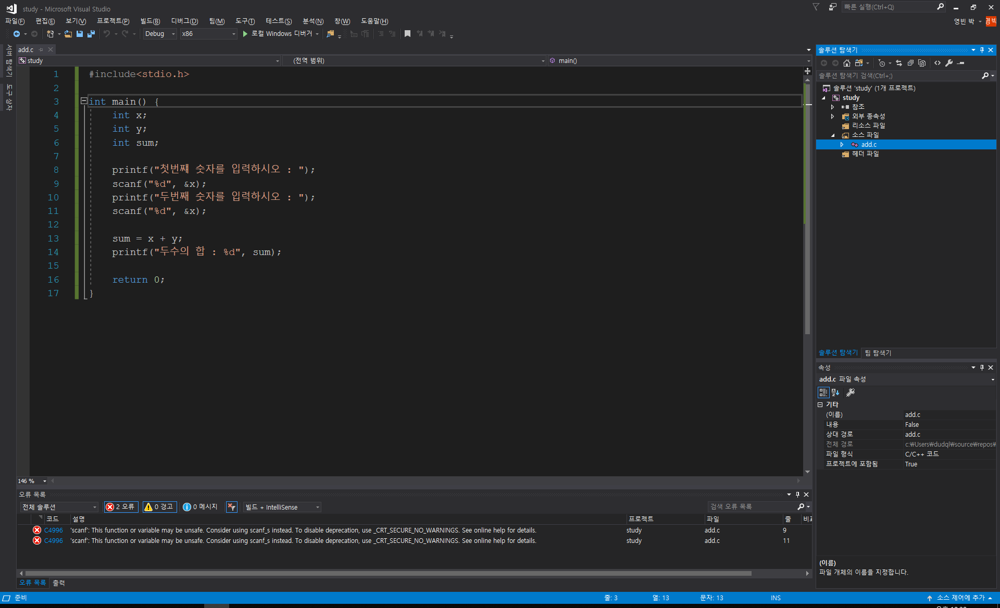 study - Microsoft Visual Studio
빠른 실행(Ctrl+Q)
파일(F) 편집(E) 보기(V) 프로젝트(P) 빌드(B) 디버그(D) 팀(M) 도구(T) 테스트(S) 분석(N) 창(W) 도움말(H)
영빈 박 영박
Debug x86 로컬 Windows 디버거
서버 탐색기
도구 상자
add.c
study (전역 범위) main()
1 #include<stdio.h>
2
3 int main() {
4 int x;
5 int y;
6 int sum;
7
8 printf("첫번째 숫자를 입력하시오 : ");
9 scanf("%d", &x);
10 printf("두번째 숫자를 입력하시오 : ");
11 scanf("%d", &x);
12
13 sum = x + y;
14 printf("두수의 합 : %d", sum);
15
16 return 0;
17 }
146 %
솔루션 탐색기
솔루션 탐색기 검색(Ctrl+;)
솔루션 'study' (1개 프로젝트)
study
참조
외부 종속성
리소스 파일
소스 파일
add.c
헤더 파일
솔루션 탐색기 팀 탐색기
속성
add.c 파일 속성
기타
(이름) add.c
내용 False
상대 경로 add.c
전체 경로 c:₩Users₩dudql₩source₩repos₩
파일 형식 C/C++ 코드
프로젝트에 포함됨 True
(이름)
파일 개체의 이름을 지정합니다.
오류 목록
전체 솔루션 2 오류 0 경고 0 메시지 빌드 + IntelliSense 검색 오류 목록
코드 설명 프로젝트 파일 줄
C4996 'scanf': This function or variable may be unsafe. Consider using scanf_s instead. To disable deprecation, use _CRT_SECURE_NO_WARNINGS. See online help for details. study add.c 9
C4996 'scanf': This function or variable may be unsafe. Consider using scanf_s instead. To disable deprecation, use _CRT_SECURE_NO_WARNINGS. See online help for details. study add.c 11
오류 목록 출력
준비 줄: 3 열: 13 문자: 13 INS 소스 제어에 추가